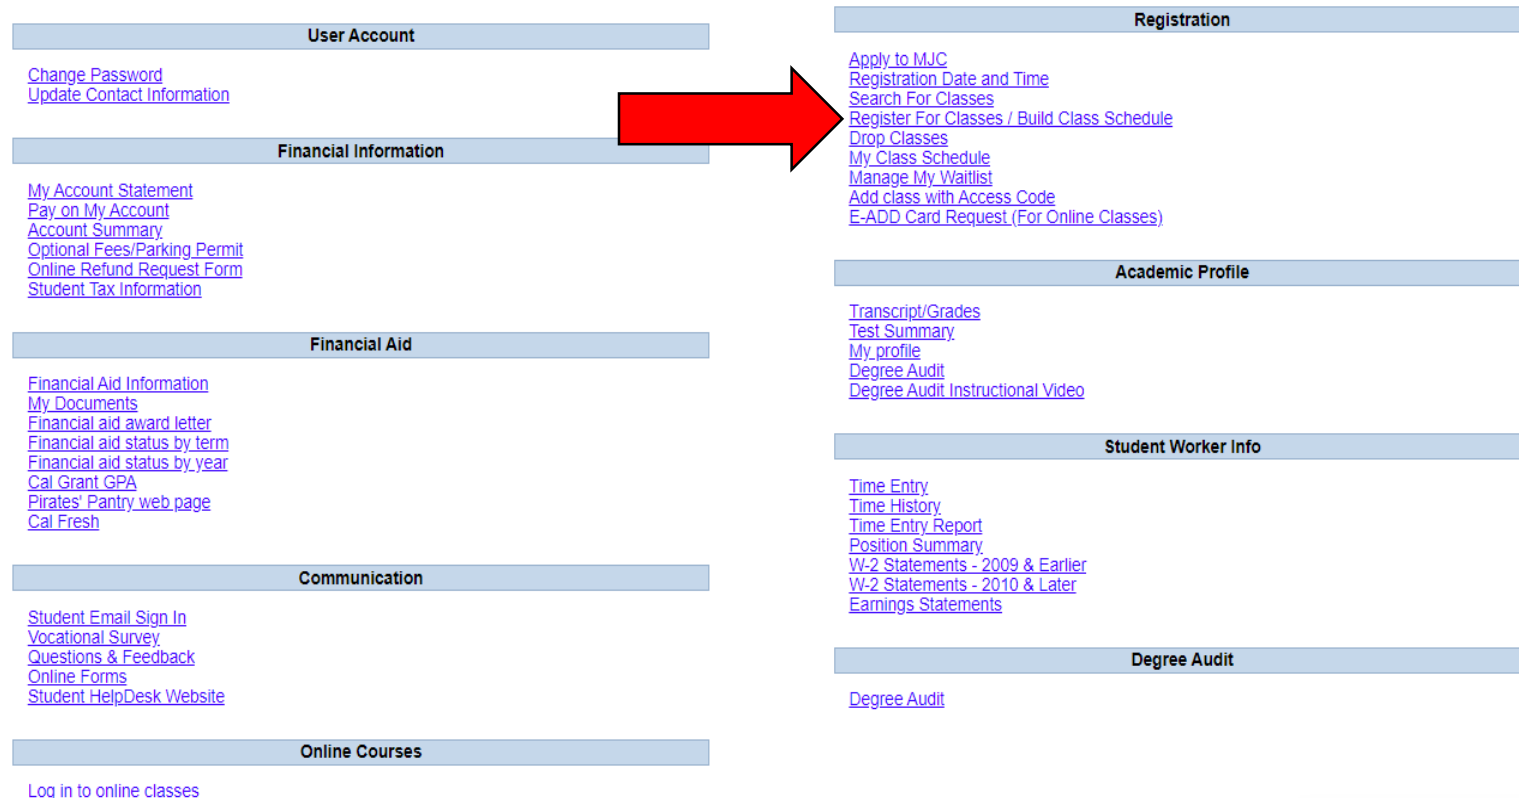 User Account
Change Password
Update Contact Information
Financial Information
My Account Statement
Pay on My Account
Account Summary
Optional Fees/Parking Permit
Online Refund Request Form
Student Tax Information
Financial Aid
Financial Aid Information
My Documents
Financial aid award letter
Financial aid status by term
Financial aid status by year
Cal Grant GPA
Pirates' Pantry web page
Cal Fresh
Communication
Student Email Sign In
Vocational Survey
Questions & Feedback
Online Forms
Student HelpDesk Website
Online Courses
Log in to online classes
Registration
Apply to MJC
Registration Date and Time
Search For Classes
Register For Classes / Build Class Schedule
Drop Classes
My Class Schedule
Manage My Waitlist
Add class with Access Code
E-ADD Card Request (For Online Classes)
Academic Profile
Transcript/Grades
Test Summary
My profile
Degree Audit
Degree Audit Instructional Video
Student Worker Info
Time Entry
Time History
Time Entry Report
Position Summary
W-2 Statements - 2009 & Earlier
W-2 Statements - 2010 & Later
Earnings Statements
Degree Audit
Degree Audit